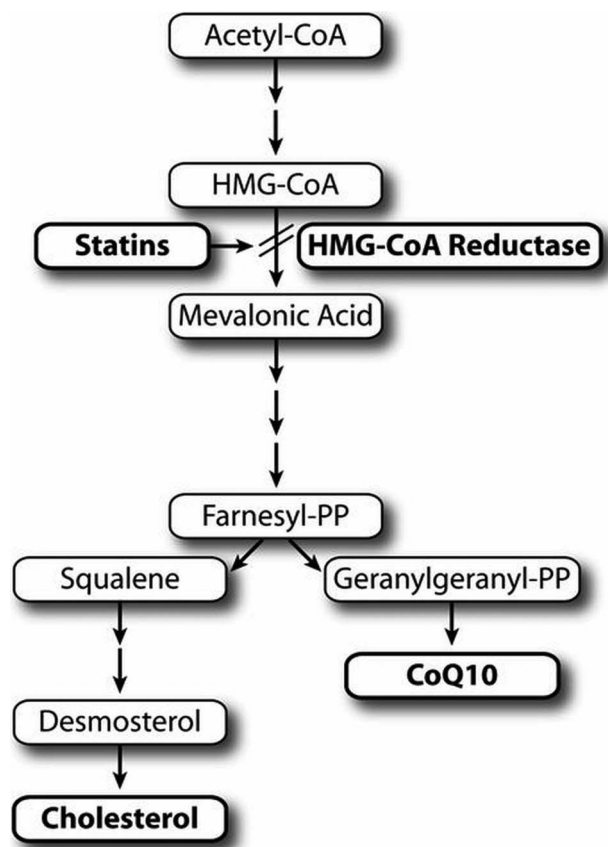 Acetyl-CoA
HMG-CoA
Statins
HMG-CoA Reductase
Mevalonic Acid
Farnesyl-PP
Squalene
Geranylgeranyl-PP
CoQ10
Desmosterol
Cholesterol